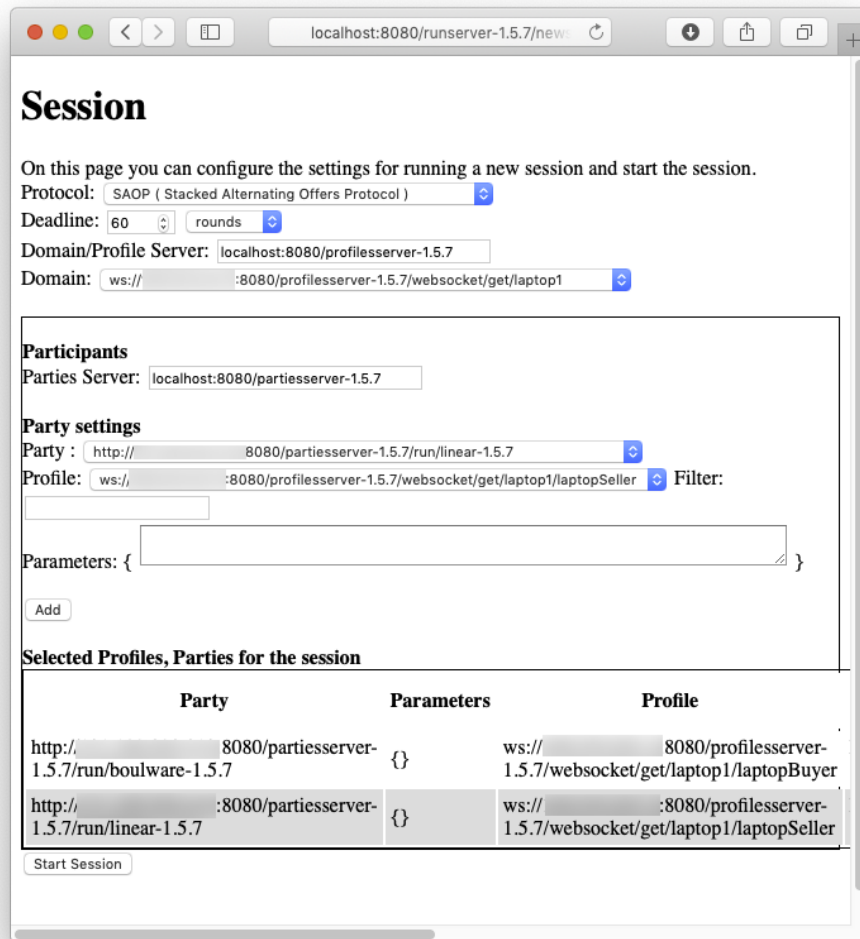 localhost:8080/runserver-1.5.7/news
Session
On this page you can configure the settings for running a new session and start the session.
Protocol: SAOP ( Stacked Alternating Offers Protocol )
Deadline: 60 rounds
Domain/Profile Server: localhost:8080/profilesserver-1.5.7
Domain: ws:// :8080/profilesserver-1.5.7/websocket/get/laptop1
Participants
Parties Server: localhost:8080/partiesserver-1.5.7
Party settings
Party : http:// 8080/partiesserver-1.5.7/run/linear-1.5.7
Profile: ws:/ :8080/profilesserver-1.5.7/websocket/get/laptop1/laptopSeller Filter:
Parameters: { }
Add
Selected Profiles, Parties for the session
Party Parameters Profile
http:/ 8080/partiesserver-
1.5.7/run/boulware-1.5.7
{}
ws:// 8080/profilesserver-
1.5.7/websocket/get/laptop1/laptopBuyer
http:/ :8080/partiesserver-
1.5.7/run/linear-1.5.7
{}
ws:// :8080/profilesserver-
1.5.7/websocket/get/laptop1/laptopSeller
Start Session